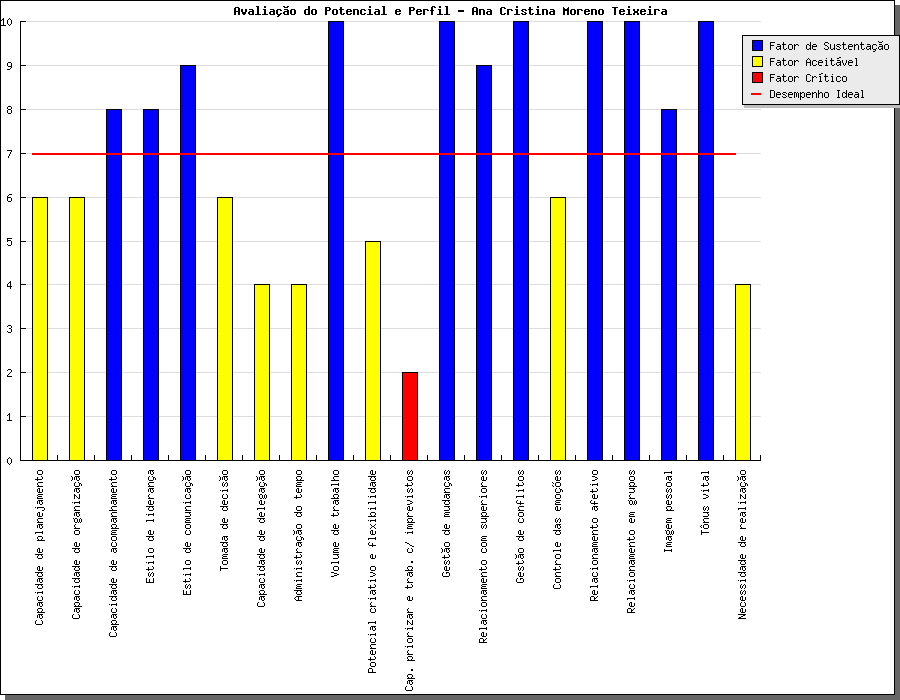 Avaliação do Potencial e Perfil - Ana Cristina Moreno Teixeira
10
9
8
7
6
5
4
3
2
1
0
Fator de Sustentação
Fator Aceitável
Fator Crítico
Desempenho Ideal
Capacidade de planejamento
Capacidade de organização
Capacidade de acompanhamento
Estilo de liderança
Estilo de comunicação
Tomada de decisão
Capacidade de delegação
Administração do tempo
Volume de trabalho
Potencial criativo e flexibilidade
Cap. priorizar e trab. c/ imprevistos
Gestão de mudanças
Relacionamento com superiores
Gestão de conflitos
Controle das emoções
Relacionamento afetivo
Relacionamento em grupos
Imagem pessoal
Tônus vital
Necessidade de realização